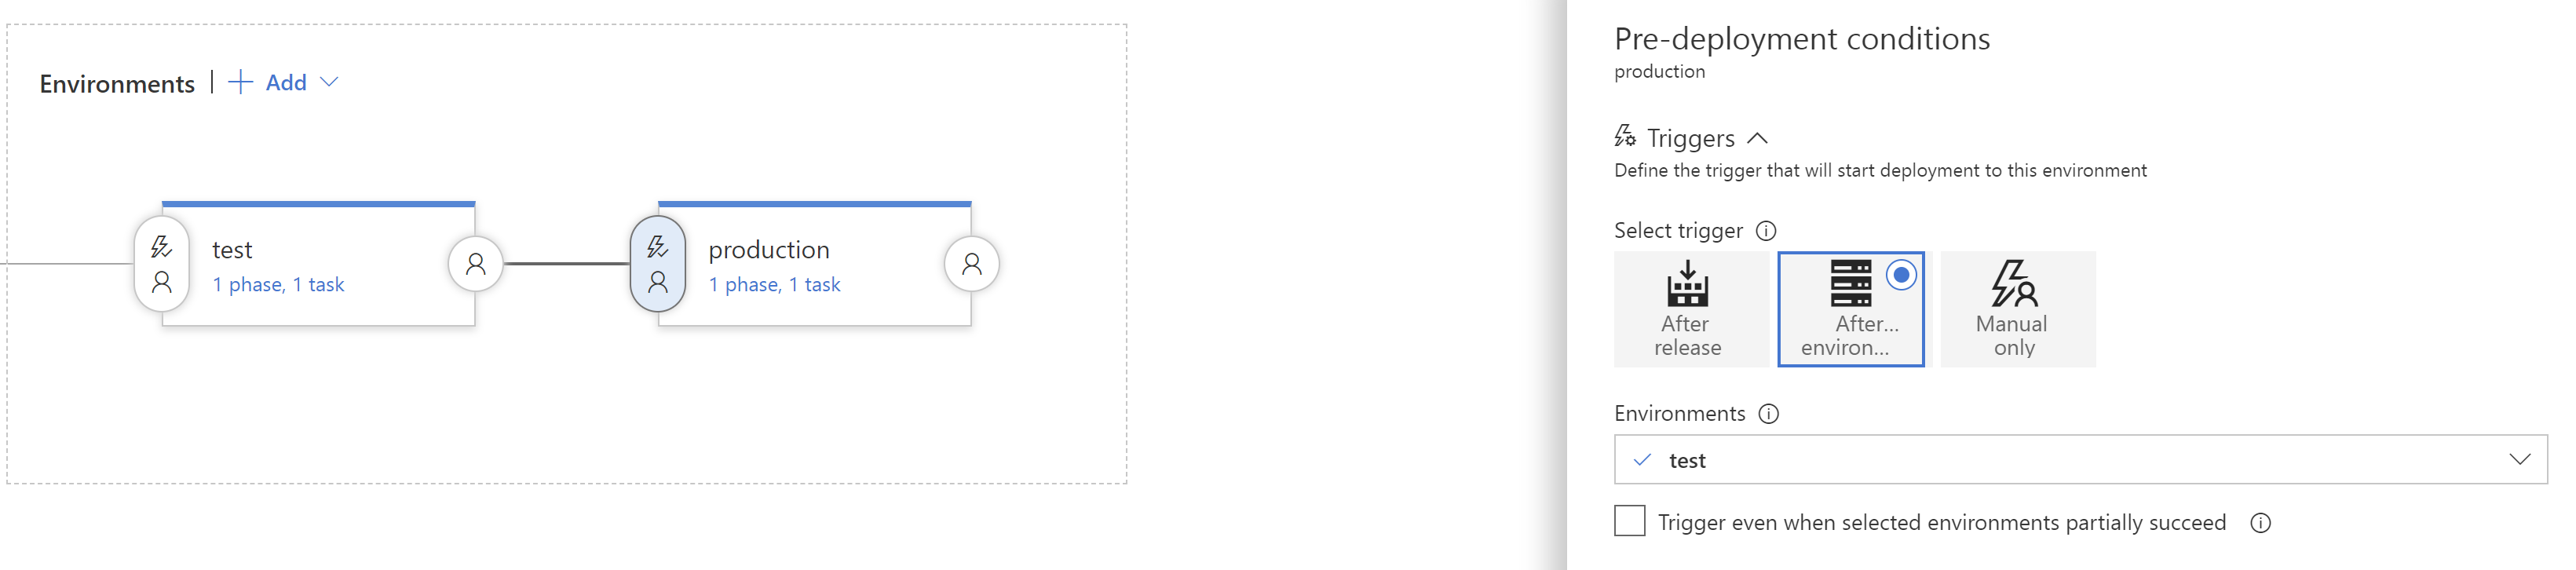 Environments | + Add
test
1 phase, 1 task
production
1 phase, 1 task
Pre-deployment conditions
production
Triggers
Define the trigger that will start deployment to this environment
Select trigger
After
release
After...
environ...
Manual
only
Environments
test
Trigger even when selected environments partially succeed